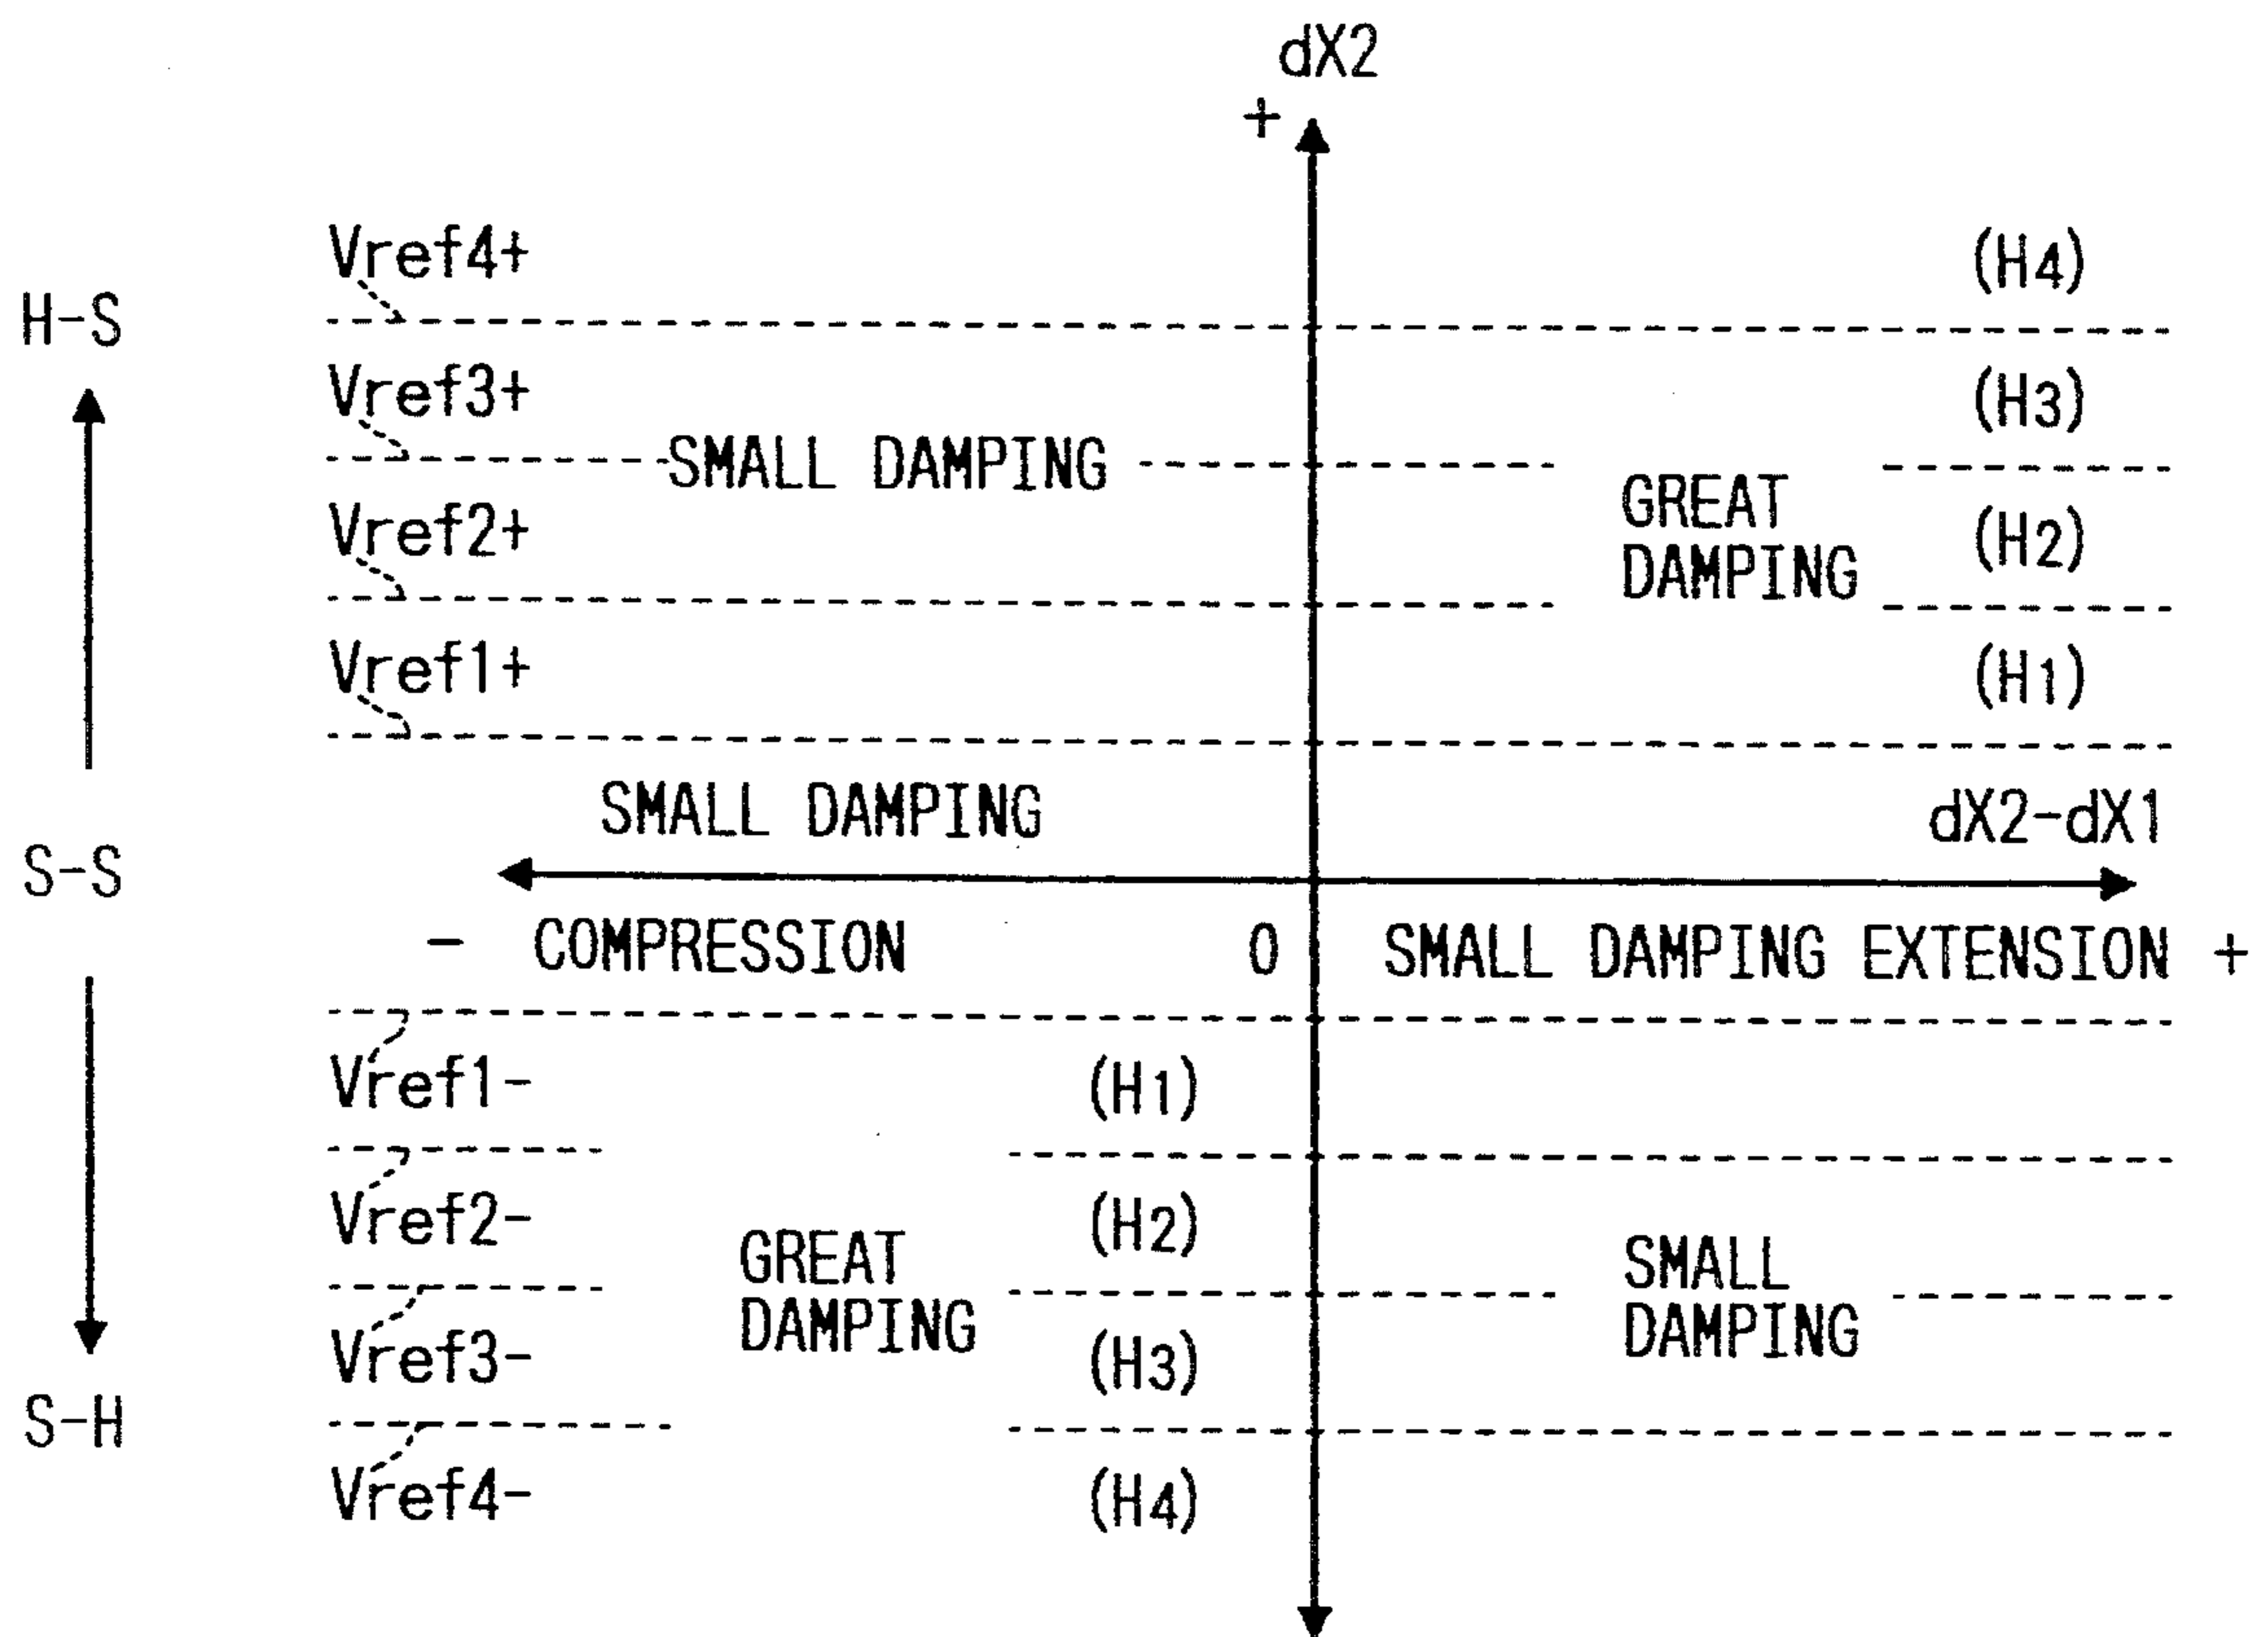 dX2
+
Vref4+
(H4)
H-S
Vref3+
(H3)
SMALL DAMPING
GREAT
DAMPING
Vref2+
(H2)
Vref1+
(H1)
SMALL DAMPING
dX2-dX1
S-S
- COMPRESSION
0
SMALL DAMPING EXTENSION +
Vref1-
(H1)
Vref2-
(H2)
GREAT
DAMPING
SMALL
DAMPING
Vref3-
(H3)
S-H
Vref4-
(H4)